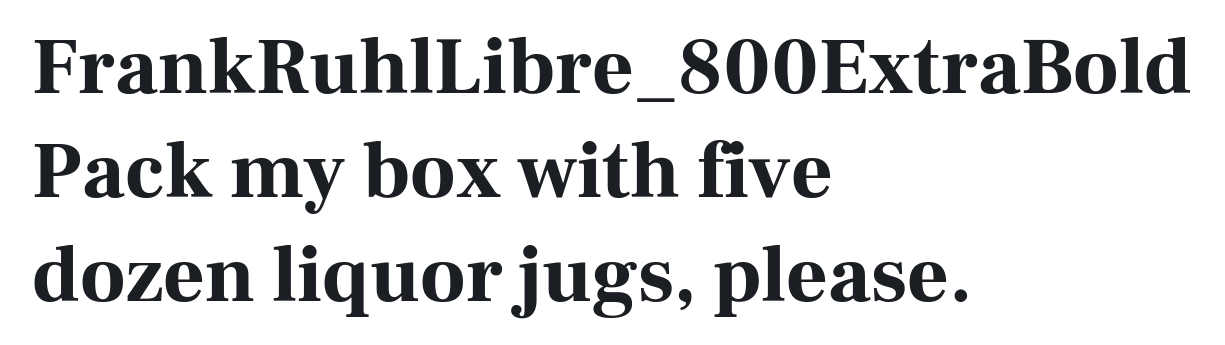 FrankRuhlLibre_800ExtraBold
Pack my box with five
dozen liquor jugs, please.